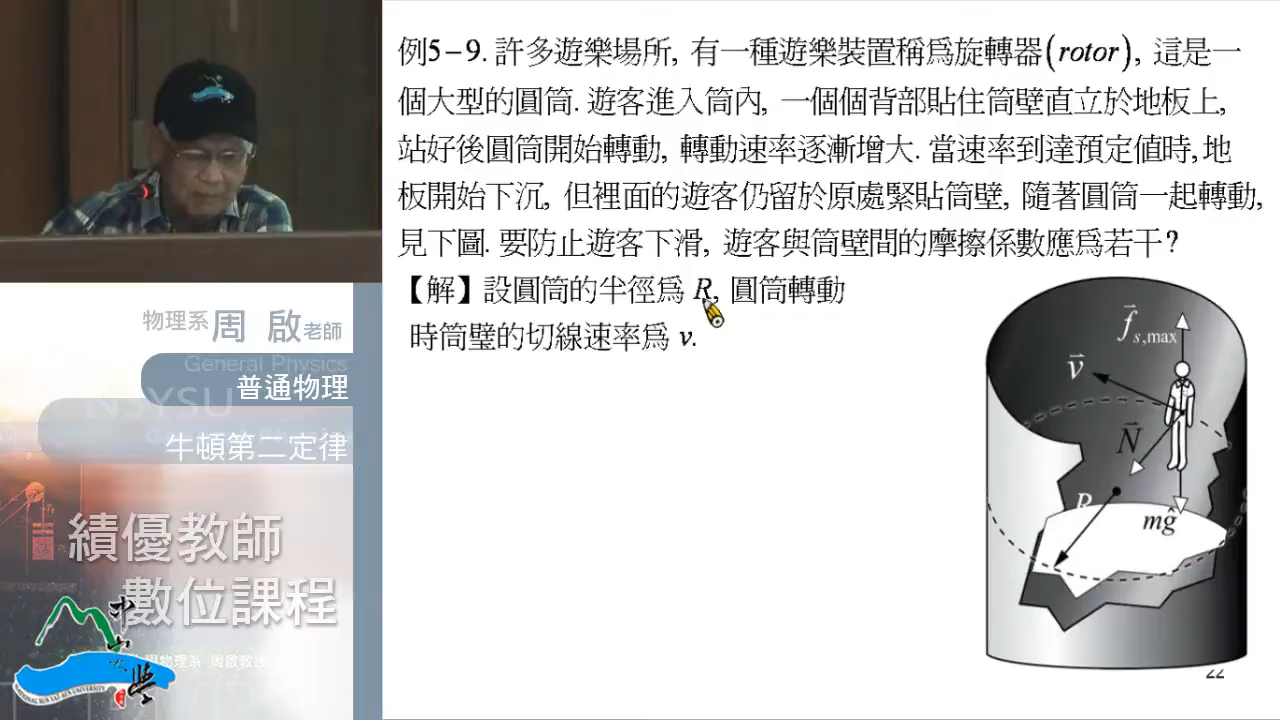 例5－9. 許多遊樂場所, 有一種遊樂裝置稱為旋轉器(rotor), 這是一
個大型的圓筒. 遊客進入筒內, 一個個背部貼住筒壁直立於地板上,
站好後圓筒開始轉動, 轉動速率逐漸增大. 當速率到達預定值時, 地
板開始下沉, 但裡面的遊客仍留於原處緊貼筒壁, 隨著圓筒一起轉動,
見下圖. 要防止遊客下滑, 遊客與筒壁間的摩擦係數應為若干?
【解】設圓筒的半徑為 R, 圓筒轉動
時筒壁的切線速率為 v.
f s,max
v
N
R
mg
22
物理系 周 啟 老師
General Physics
普通物理
NSYSU
牛頓第二定律
績優教師
數位課程
中山大學
NATIONAL SUN YAT-SEN UNIVERSITY